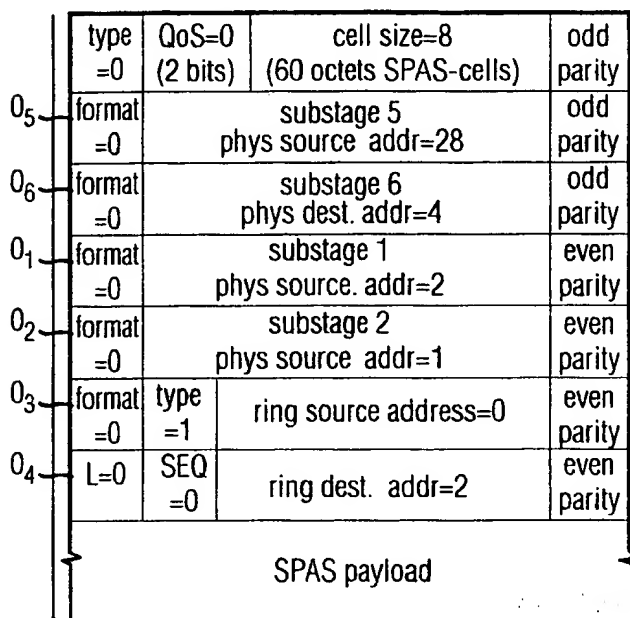 type QoS=0 cell size=8 odd
=0 (2 bits) (60 octets SPAS-cells) parity
O5 format substage 5 odd
=0 phys source addr=28 parity
O6 format substage 6 odd
=0 phys dest. addr=4 parity
O1 format substage 1 even
=0 phys source. addr=2 parity
O2 format substage 2 even
=0 phys source addr=1 parity
O3 format type ring source address=0 even
=0 =1 parity
O4 L=0 SEQ ring dest. addr=2 even
=0 parity
SPAS payload